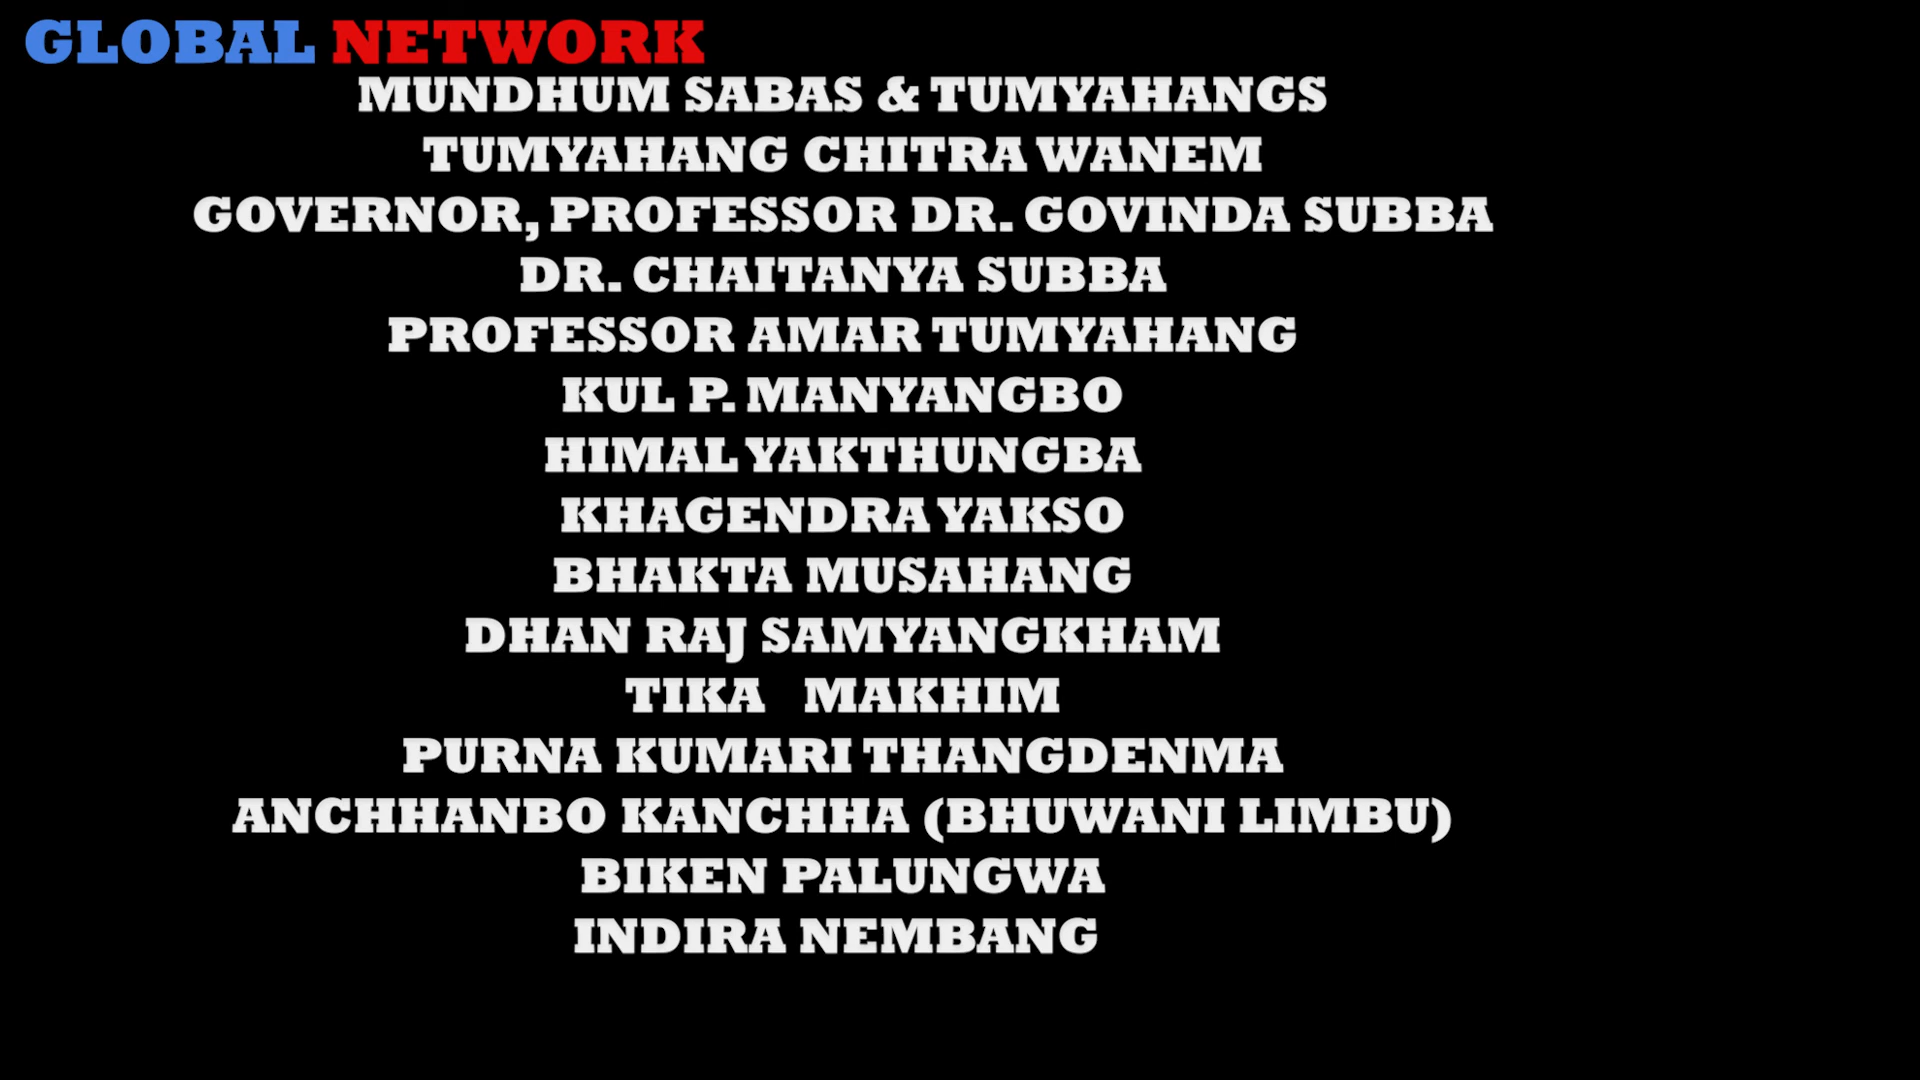 GLOBAL NETWORK
MUNDHUM SABAS & TUMYAHANGS
TUMYAHANG CHITRA WANEM
GOVERNOR, PROFESSOR DR. GOVINDA SUBBA
DR. CHAITANYA SUBBA
PROFESSOR AMAR TUMYAHANG
KUL P. MANYANGBO
HIMAL YAKTHUNGBA
KHAGENDRA YAKSO
BHAKTA MUSAHANG
DHAN RAJ SAMYANGKHAM
TIKA MAKHIM
PURNA KUMARI THANGDENMA
ANCHHANBO KANCHHA (BHUWANI LIMBU)
BIKEN PALUNGWA
INDIRA NEMBANG